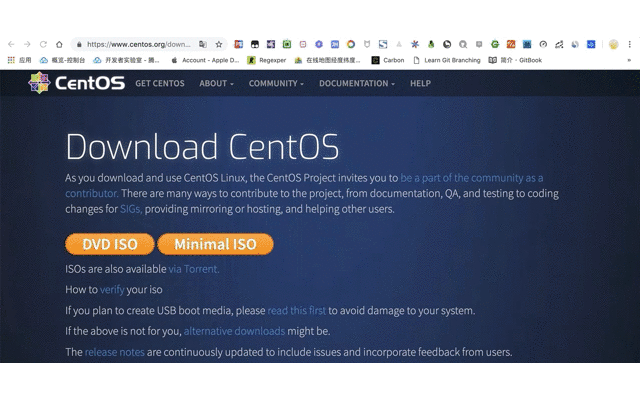 https://www.centos.org/down...
应用
概览-控制台
开发者实验室 - 腾...
Account - Apple D...
Regexper
在线地图经度纬度...
Carbon
Learn Git Branching
简介 · GitBook
CentOS
GET CENTOS
ABOUT
COMMUNITY
DOCUMENTATION
HELP
Download CentOS
As you download and use CentOS Linux, the CentOS Project invites you to be a part of the community as a
contributor. There are many ways to contribute to the project, from documentation, QA, and testing to coding
changes for SIGs, providing mirroring or hosting, and helping other users.
DVD ISO
Minimal ISO
ISOs are also available via Torrent.
How to verify your iso
If you plan to create USB boot media, please read this first to avoid damage to your system.
If the above is not for you, alternative downloads might be.
The release notes are continuously updated to include issues and incorporate feedback from users.